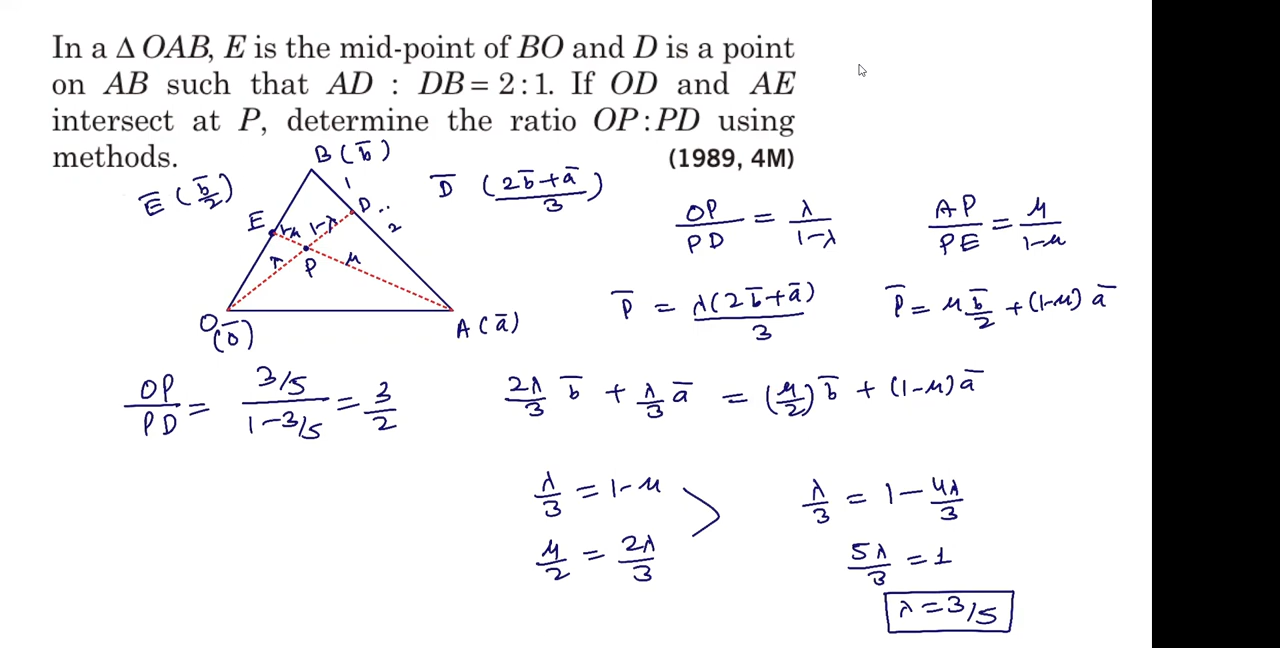 In a Δ OAB, E is the mid-point of BO and D is a point
on AB such that AD : DB = 2 : 1. If OD and AE
intersect at P, determine the ratio OP : PD using
methods. (1989, 4M)
B (b̅)
E̅ (b̅/2)
D̅ (2b̅+a̅)/3
1
E
D ..
2
1-μ
1-λ
λ
P
μ
O (0̅)
A (a̅)
OP/PD = λ/(1-λ)
AP/PE = μ/(1-μ)
P̅ = λ(2b̅+a̅)/3
P̅ = μ b̅/2 + (1-μ) a̅
OP/PD = (3/5)/(1-3/5) = 3/2
2λ/3 b̅ + λ/3 a̅ = (μ/2) b̅ + (1-μ) a̅
λ/3 = 1-μ
μ/2 = 2λ/3
λ/3 = 1 - 4λ/3
5λ/3 = 1
λ = 3/5